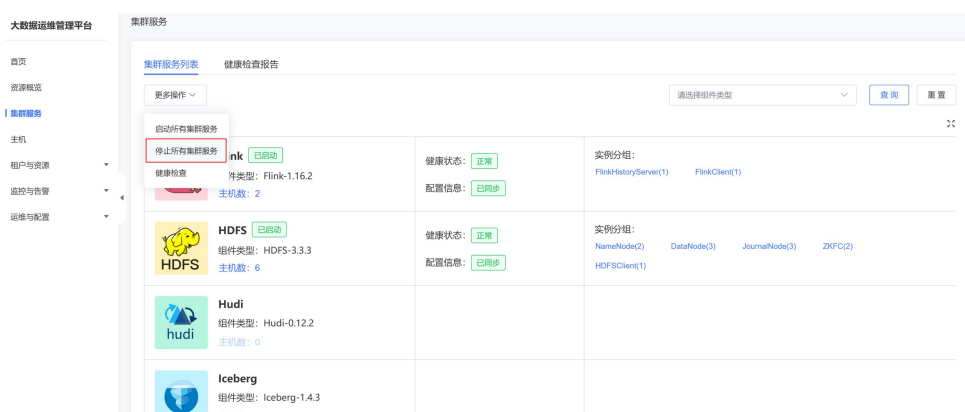 大数据运维管理平台
集群服务
首页
资源概览
集群服务
主机
租户与资源
监控与告警
运维与配置
集群服务列表 健康检查报告
更多操作
请选择组件类型
查询 重置
启动所有集群服务
停止所有集群服务
健康检查
ink 已启动
件类型：Flink-1.16.2
主机数：2
健康状态：正常
配置信息：已同步
实例分组：
FlinkHistoryServer(1) FlinkClient(1)
HDFS
HDFS 已启动
组件类型：HDFS-3.3.3
主机数：6
健康状态：正常
配置信息：已同步
实例分组：
NameNode(2) DataNode(3) JournalNode(3) ZKFC(2)
HDFSClient(1)
hudi
Hudi
组件类型：Hudi-0.12.2
主机数：0
Iceberg
组件类型：Iceberg-1.4.3